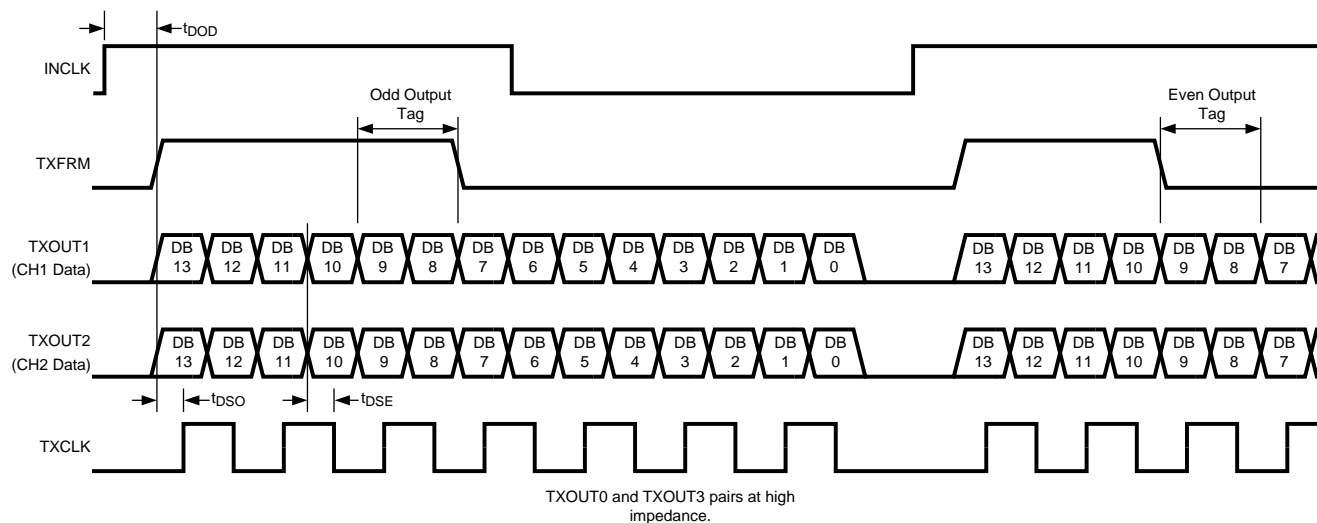 tDOD
INCLK
Odd Output
Tag
Even Output
Tag
TXFRM
TXOUT1
(CH1 Data)
DB 13 DB 12 DB 11 DB 10 DB 9 DB 8 DB 7 DB 6 DB 5 DB 4 DB 3 DB 2 DB 1 DB 0 DB 13 DB 12 DB 11 DB 10 DB 9 DB 8 DB 7
TXOUT2
(CH2 Data)
DB 13 DB 12 DB 11 DB 10 DB 9 DB 8 DB 7 DB 6 DB 5 DB 4 DB 3 DB 2 DB 1 DB 0 DB 13 DB 12 DB 11 DB 10 DB 9 DB 8 DB 7
tDSO
tDSE
TXCLK
TXOUT0 and TXOUT3 pairs at high
impedance.